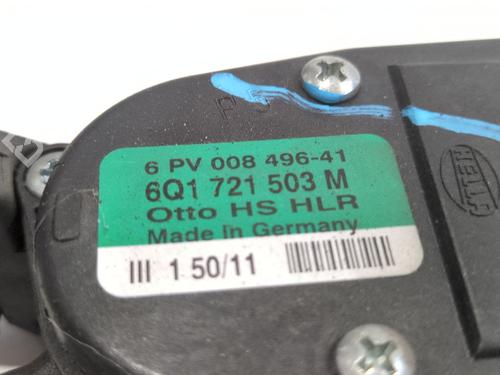 6 PV 008 496-41
6Q1 721 503 M
Otto HS HLR
Made In Germany
III 1 50/11
HELLA